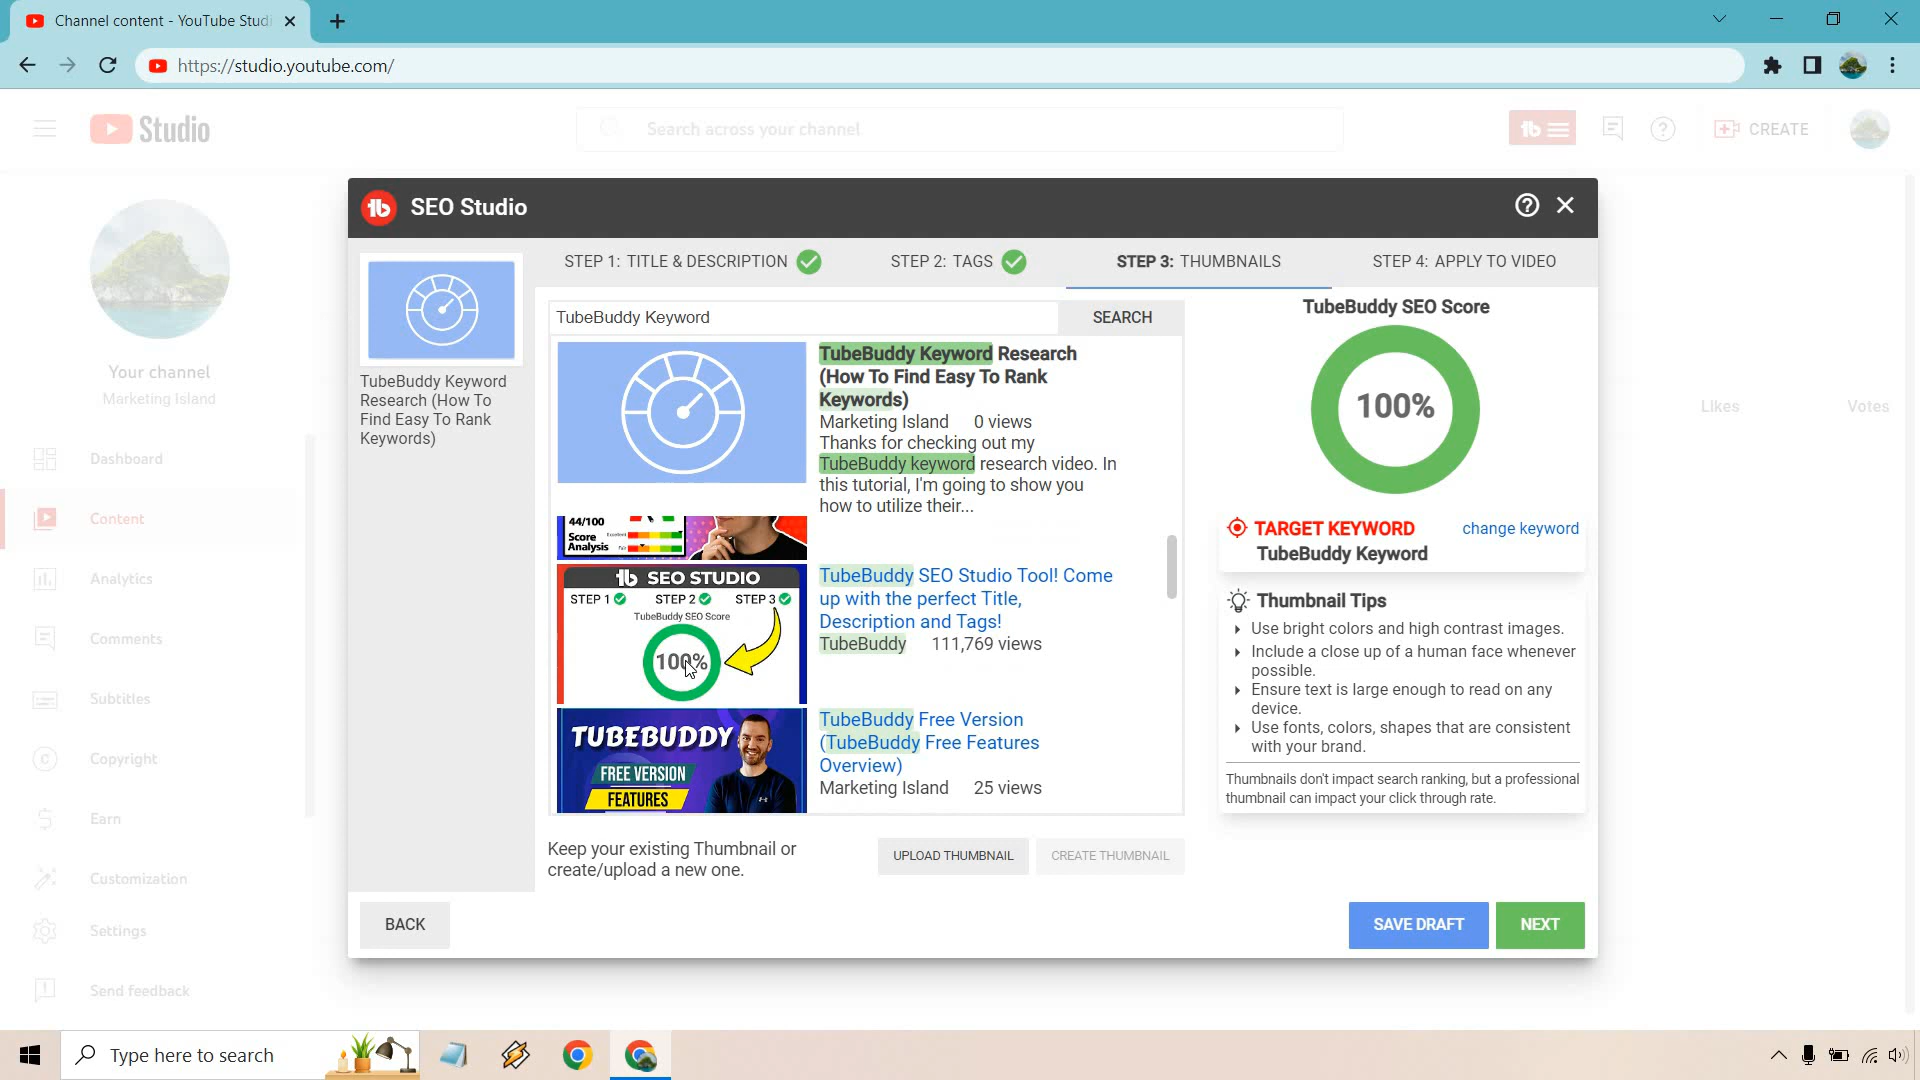 Channel content - YouTube Studi
https://studio.youtube.com/
Studio
Search across your channel
CREATE
SEO Studio
STEP 1: TITLE & DESCRIPTION
STEP 2: TAGS
STEP 3: THUMBNAILS
STEP 4: APPLY TO VIDEO
TubeBuddy Keyword
Research (How To
Find Easy To Rank
Keywords)
TubeBuddy Keyword
SEARCH
TubeBuddy Keyword Research
(How To Find Easy To Rank
Keywords)
Marketing Island 0 views
Thanks for checking out my
TubeBuddy keyword research video. In
this tutorial, I'm going to show you
how to utilize their...
44/100
Score
Analysis
SEO STUDIO
STEP 1 STEP 2 STEP 3
TubeBuddy SEO Score
100%
TubeBuddy SEO Studio Tool! Come
up with the perfect Title,
Description and Tags!
TubeBuddy 111,769 views
TUBEBUDDY
FREE VERSION
FEATURES
TubeBuddy Free Version
(TubeBuddy Free Features
Overview)
Marketing Island 25 views
Keep your existing Thumbnail or
create/upload a new one.
UPLOAD THUMBNAIL
CREATE THUMBNAIL
TubeBuddy SEO Score
100%
TARGET KEYWORD
change keyword
TubeBuddy Keyword
Thumbnail Tips
Use bright colors and high contrast images.
Include a close up of a human face whenever
possible.
Ensure text is large enough to read on any
device.
Use fonts, colors, shapes that are consistent
with your brand.
Thumbnails don't impact search ranking, but a professional
thumbnail can impact your click through rate.
BACK
SAVE DRAFT
NEXT
Your channel
Marketing Island
Dashboard
Content
Analytics
Comments
Subtitles
Copyright
Earn
Customization
Settings
Send feedback
Likes
Votes
Type here to search